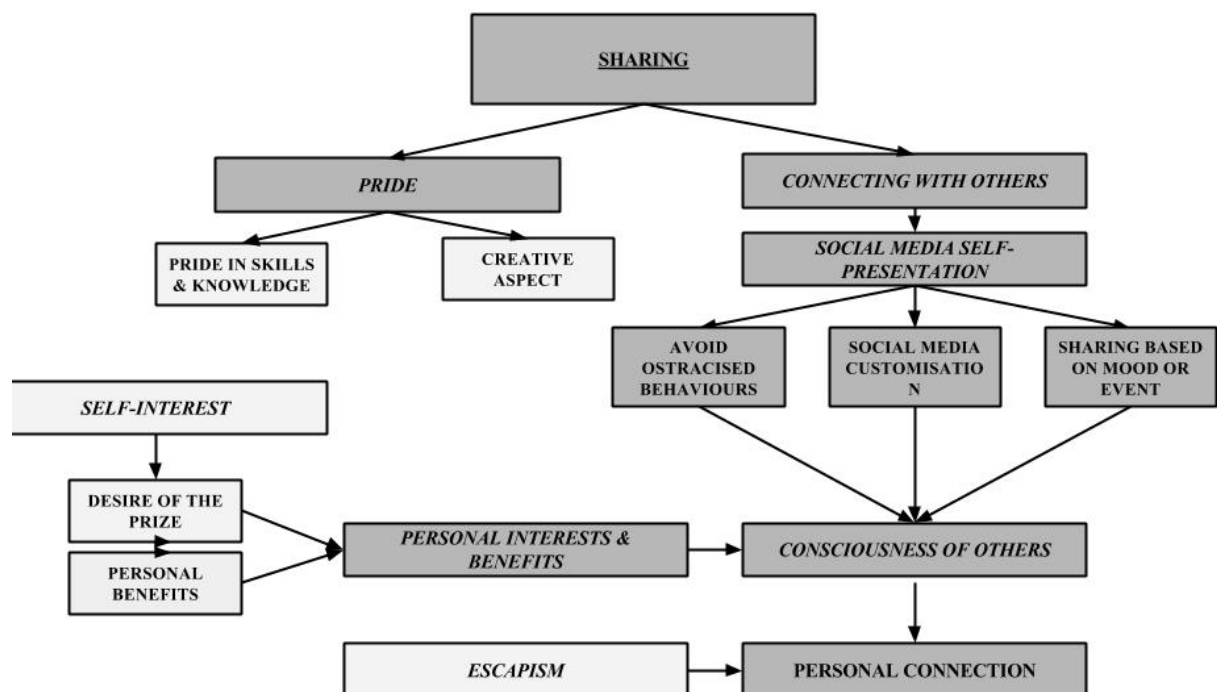 SHARING
PRIDE
CONNECTING WITH OTHERS
PRIDE IN SKILLS
& KNOWLEDGE
CREATIVE
ASPECT
SOCIAL MEDIA SELF-
PRESENTATION
AVOID
OSTRACISED
BEHAVIOURS
SOCIAL MEDIA
CUSTOMISATIO
N
SHARING BASED
ON MOOD OR
EVENT
SELF-INTEREST
DESIRE OF THE
PRIZE
PERSONAL
BENEFITS
PERSONAL INTERESTS &
BENEFITS
CONSCIOUSNESS OF OTHERS
ESCAPISM
PERSONAL CONNECTION